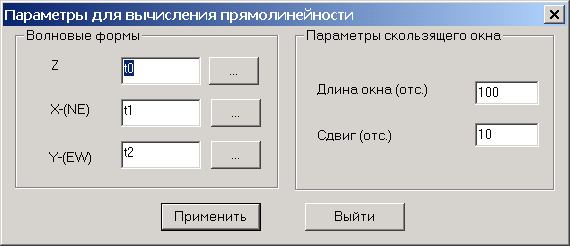 Параметры для вычисления прямолинейности
Волновые формы
Z t0 ...
X-(NE) t1 ...
Y-(EW) t2 ...
Параметры скользящего окна
Длина окна (отс.) 100
Сдвиг (отс.) 10
Применить Выйти